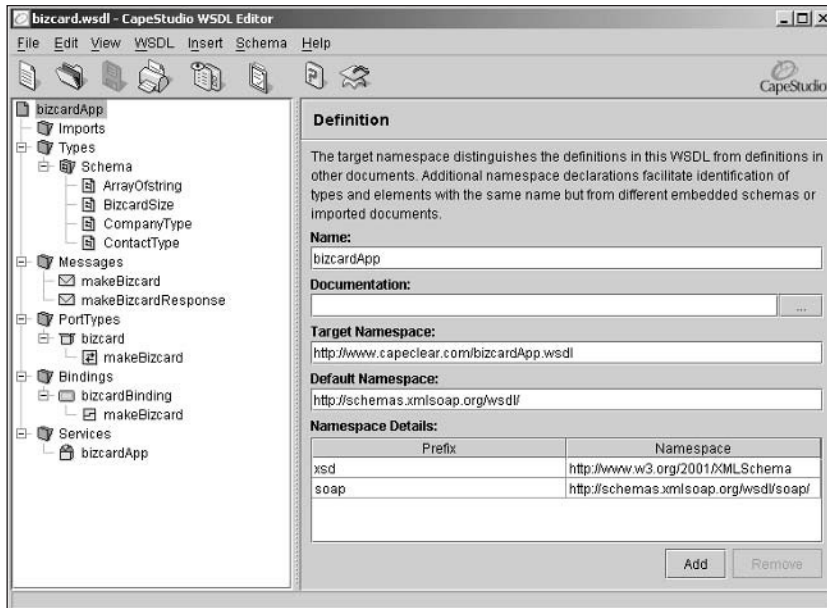 bizcard.wsdl - CapeStudio WSDL Editor
File Edit View WSDL Insert Schema Help
CapeStudio
bizcardApp
Imports
Types
Schema
ArrayOfstring
BizcardSize
CompanyType
ContactType
Messages
makeBizcard
makeBizcardResponse
PortTypes
bizcard
makeBizcard
Bindings
bizcardBinding
makeBizcard
Services
bizcardApp
Definition
The target namespace distinguishes the definitions in this WSDL from definitions in
other documents. Additional namespace declarations facilitate identification of
types and elements with the same name but from different embedded schemas or
imported documents.
Name:
bizcardApp
Documentation:
...
Target Namespace:
http://www.capeclear.com/bizcardApp.wsdl
Default Namespace:
http://schemas.xmlsoap.org/wsdl/
Namespace Details:
Prefix Namespace
xsd http://www.w3.org/2001/XMLSchema
soap http://schemas.xmlsoap.org/wsdl/soap/
Add Remove